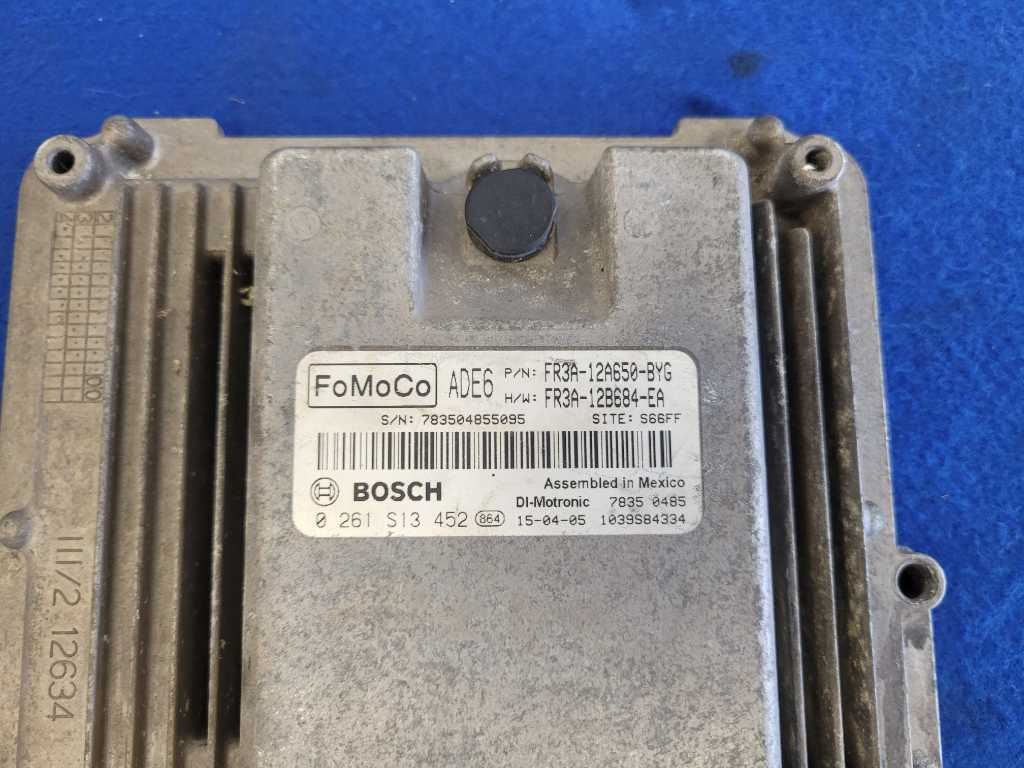 FoMoCo ADE6 P/N: FR3A-12A650-BYG
H/W: FR3A-12B684-EA
S/N: 783504855095 SITE: S66FF
Assembled in Mexico
BOSCH
DI-Motronic 7835 0485
0 261 S13 452 864 15-04-05 1039S84334
III/2 12634